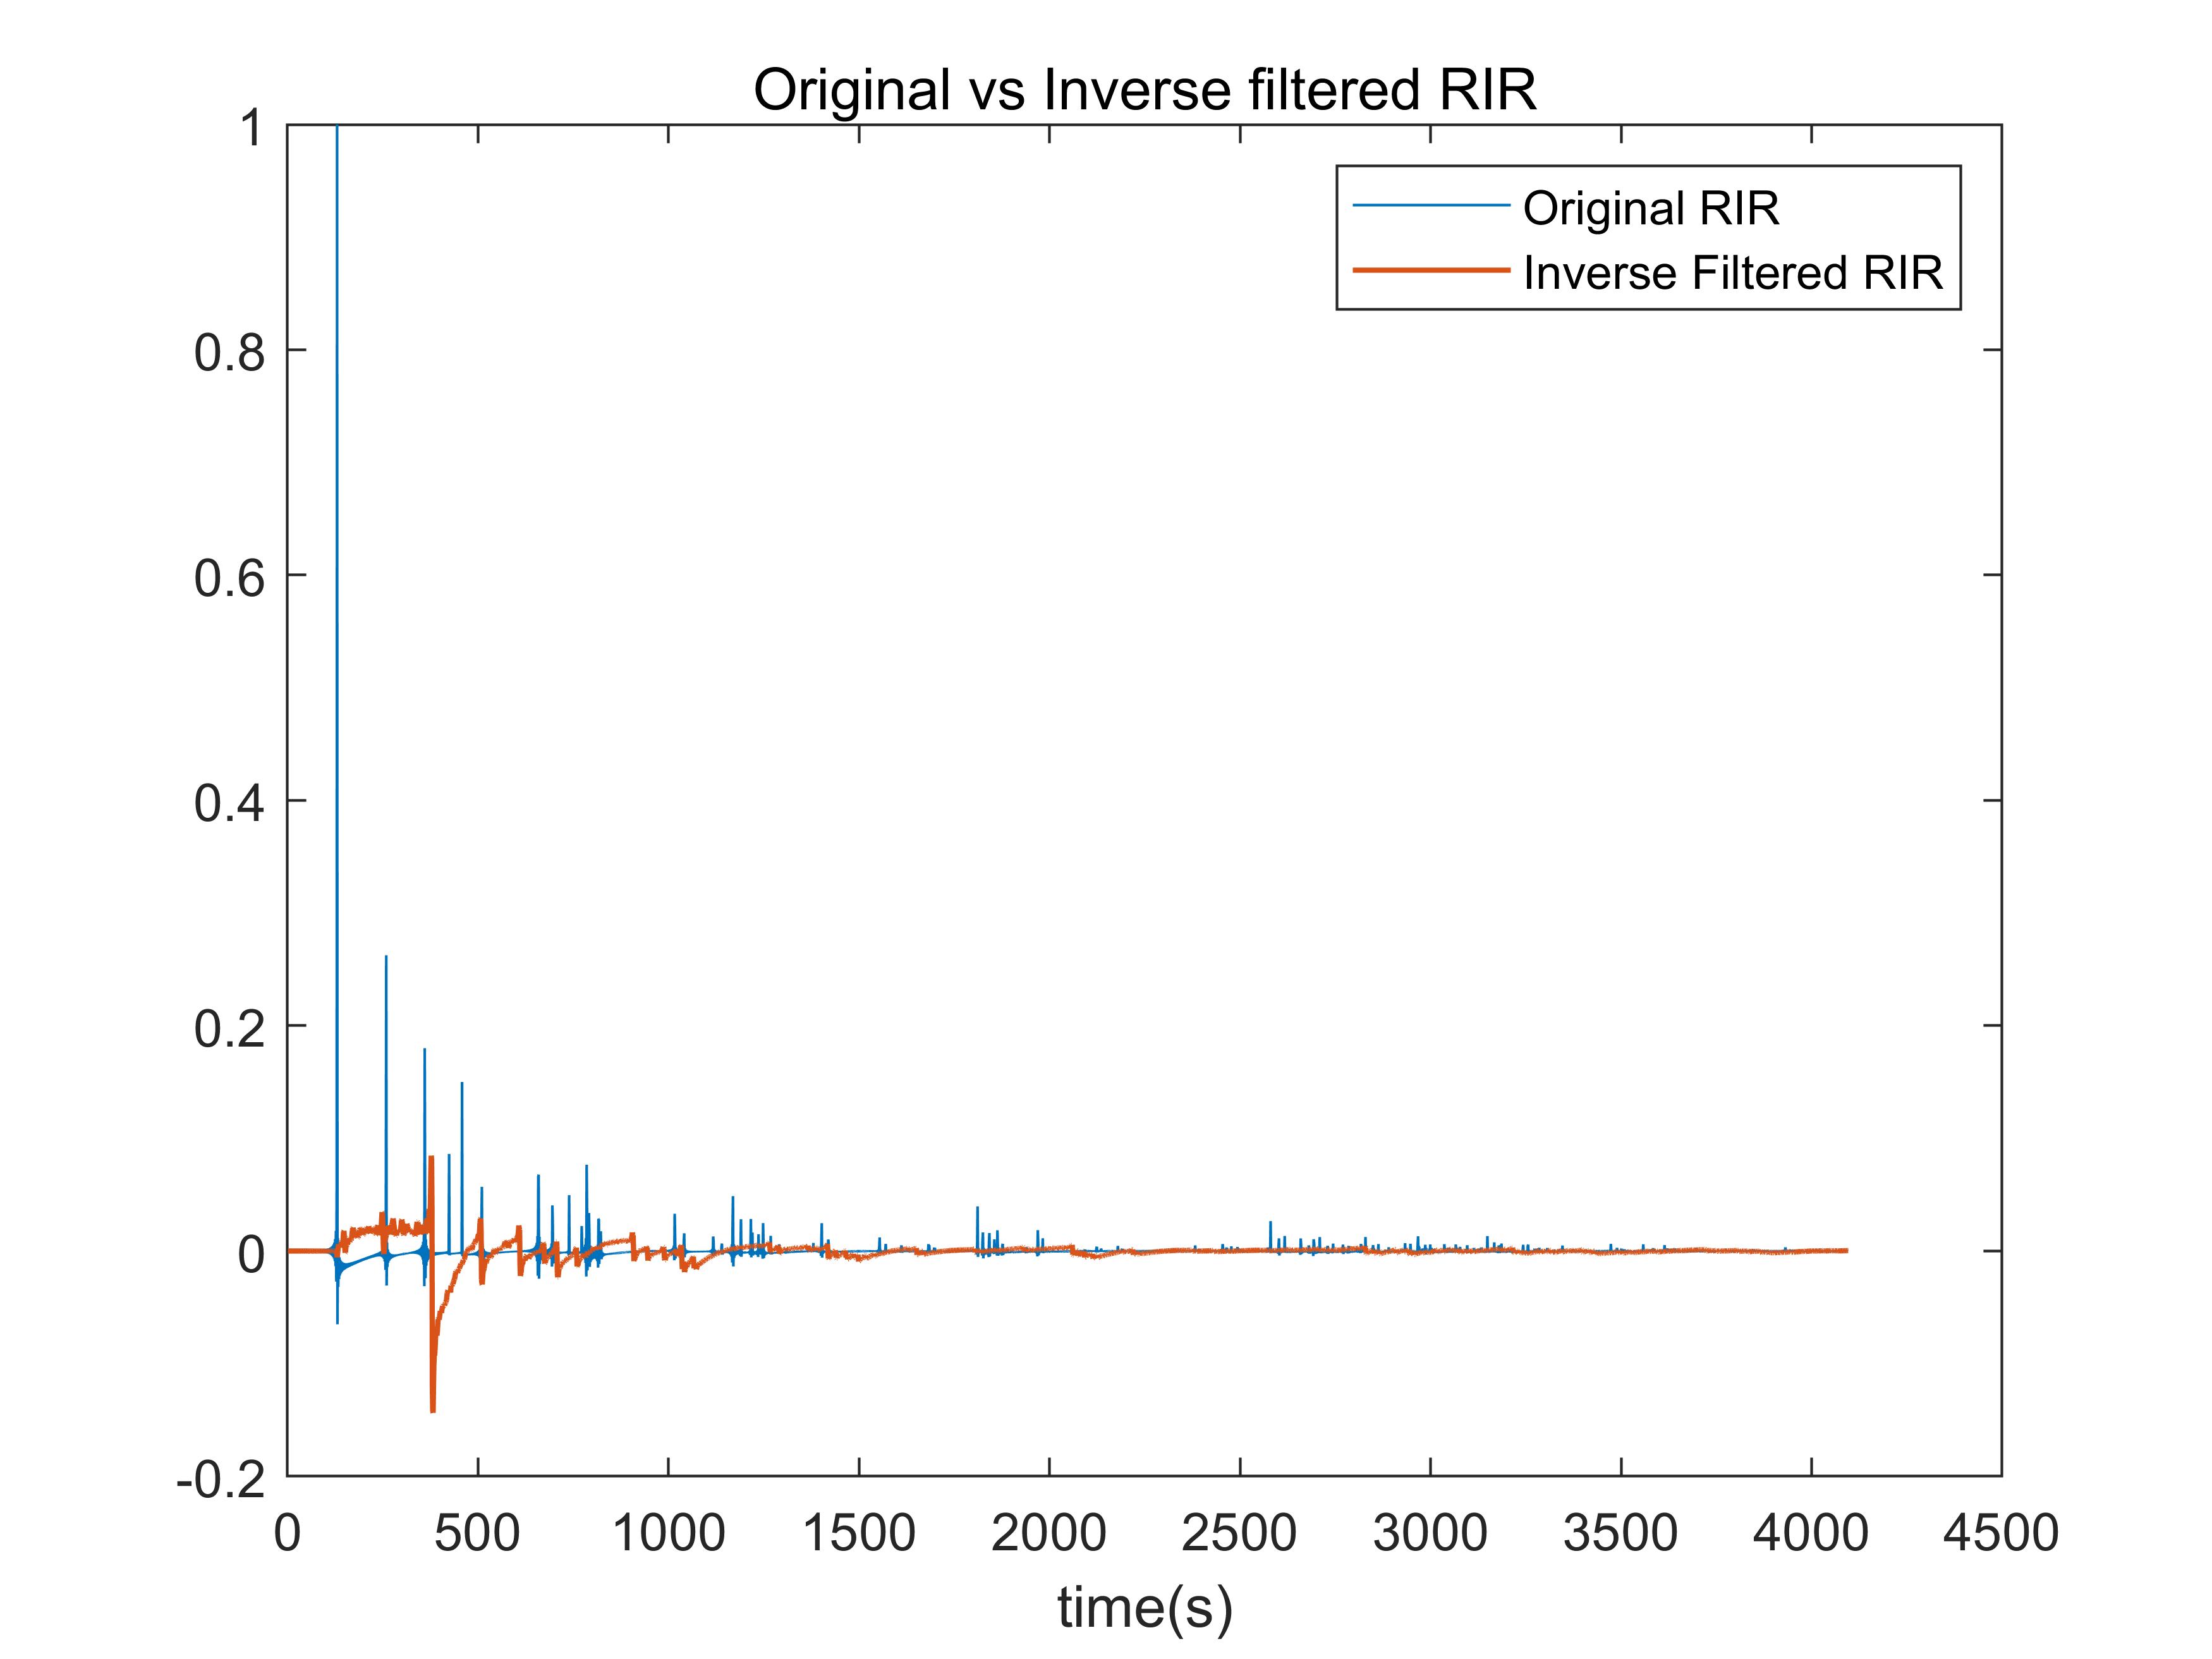 Original vs Inverse filtered RIR
1
0.8
0.6
0.4
0.2
0
-0.2
Original RIR
Inverse Filtered RIR
0 500 1000 1500 2000 2500 3000 3500 4000 4500
time(s)